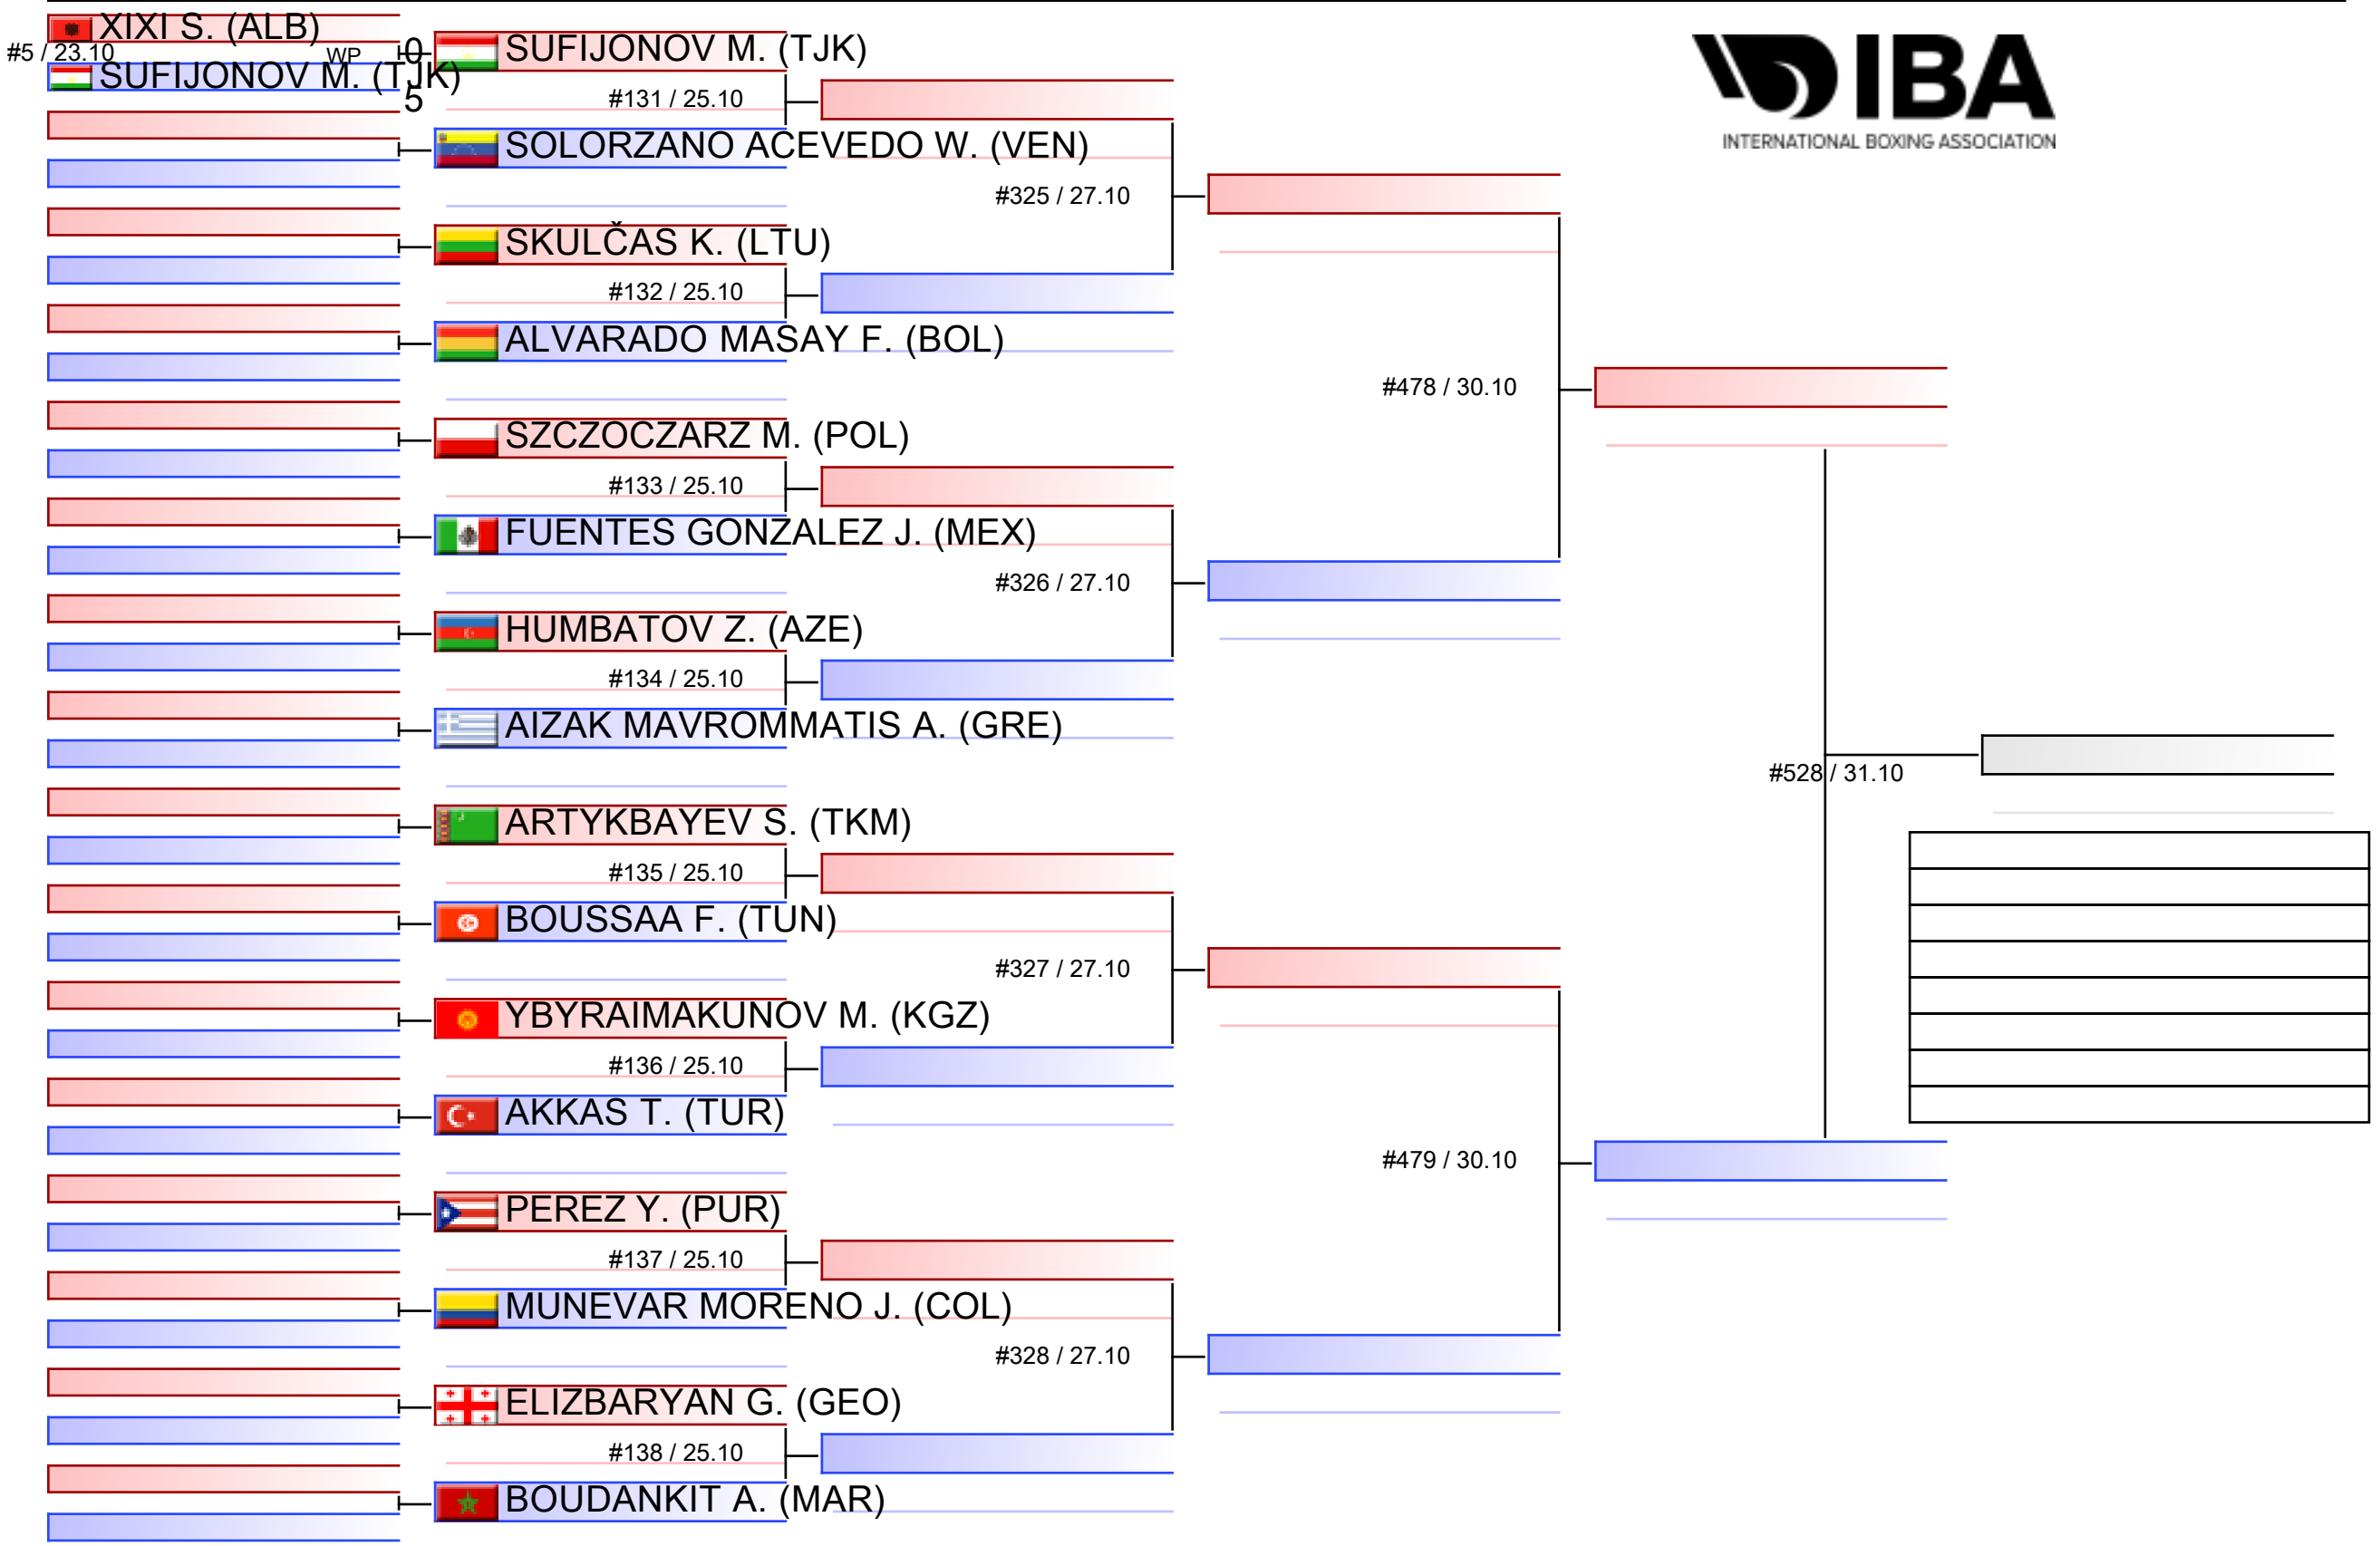 XIXI S. (ALB)
#5 / 23.10
WP
0
SUFIJONOV M. (TJK)
5
SUFIJONOV M. (TJK)
#131 / 25.10
SOLORZANO ACEVEDO W. (VEN)
#325 / 27.10
SKULČAS K. (LTU)
#132 / 25.10
ALVARADO MASAY F. (BOL)
#478 / 30.10
SZCZOCZARZ M. (POL)
#133 / 25.10
FUENTES GONZALEZ J. (MEX)
#326 / 27.10
HUMBATOV Z. (AZE)
#134 / 25.10
AIZAK MAVROMMATIS A. (GRE)
#528 / 31.10
ARTYKBAYEV S. (TKM)
#135 / 25.10
BOUSSAA F. (TUN)
#327 / 27.10
YBYRAIMAKUNOV M. (KGZ)
#136 / 25.10
AKKAS T. (TUR)
#479 / 30.10
PEREZ Y. (PUR)
#137 / 25.10
MUNEVAR MORENO J. (COL)
#328 / 27.10
ELIZBARYAN G. (GEO)
#138 / 25.10
BOUDANKIT A. (MAR)
IBA
INTERNATIONAL BOXING ASSOCIATION